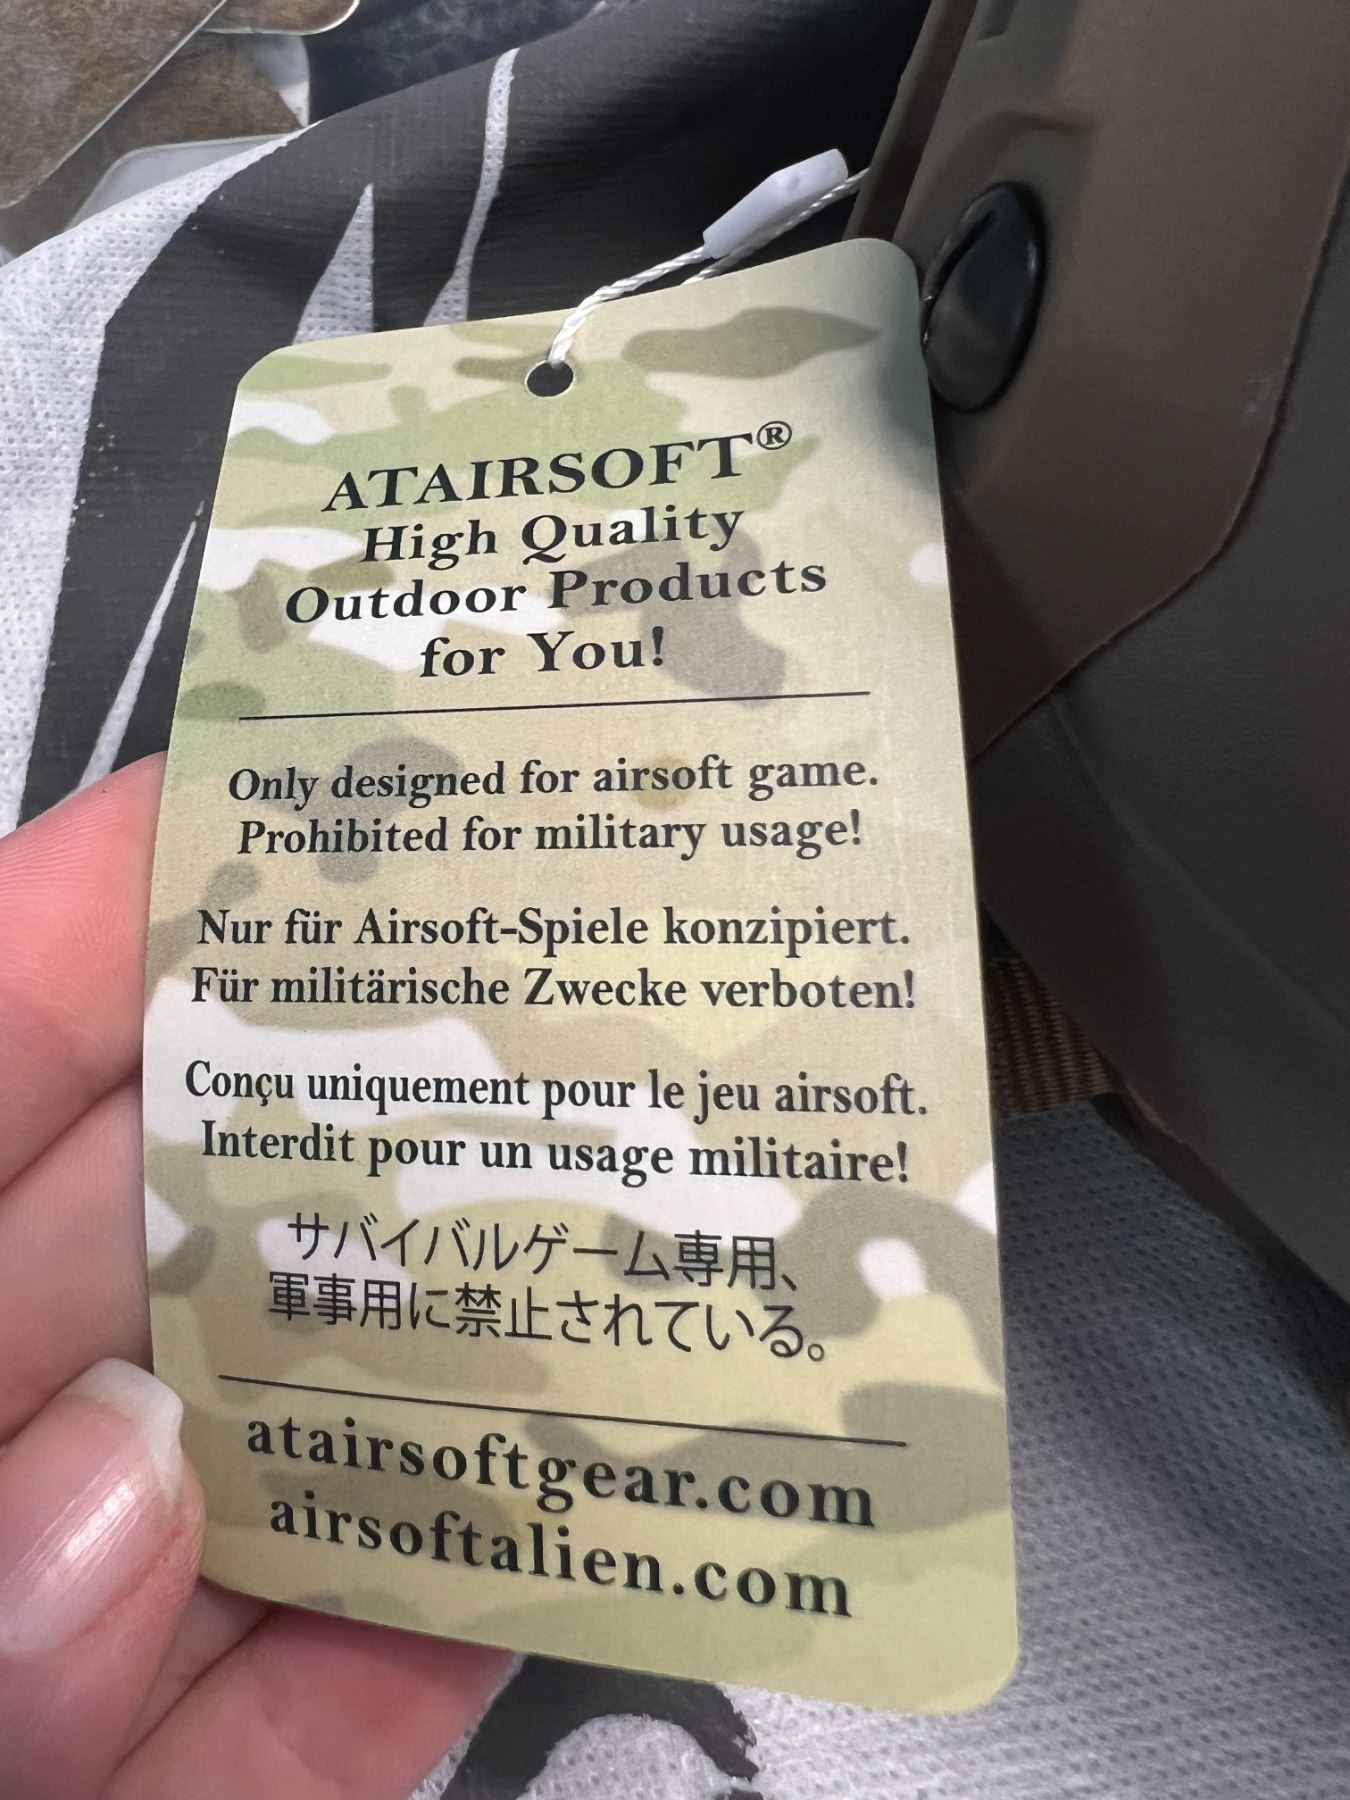 ATAIRSOFT®
High Quality
Outdoor Products
for You!
Only designed for airsoft game.
Prohibited for military usage!
Nur für Airsoft-Spiele konzipiert.
Für militärische Zwecke verboten!
Conçu uniquement pour le jeu airsoft.
Interdit pour un usage militaire!
サバイバルゲーム専用、
軍事用に禁止されている。
atairsoftgear.com
airsoftalien.com